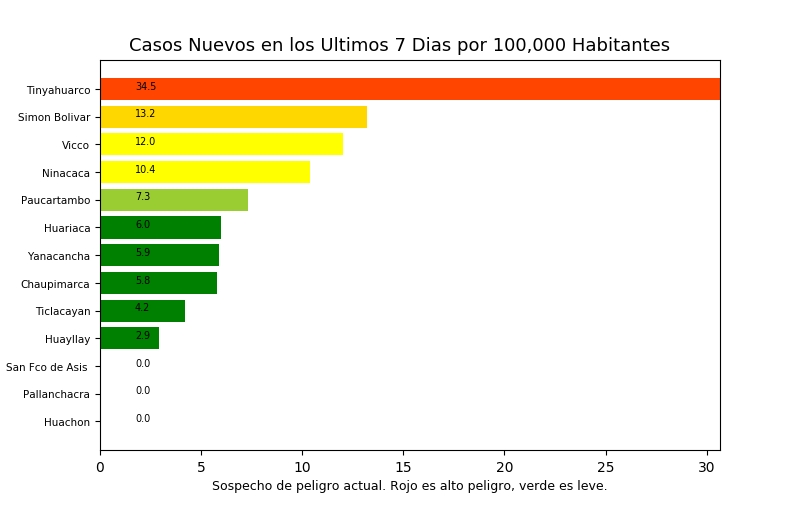 Casos Nuevos en los Ultimos 7 Dias por 100,000 Habitantes
Tinyahuarco 34.5
Simon Bolivar 13.2
Vicco 12.0
Ninacaca 10.4
Paucartambo 7.3
Huariaca 6.0
Yanacancha 5.9
Chaupimarca 5.8
Ticlacayan 4.2
Huayllay 2.9
San Fco de Asis 0.0
Pallanchacra 0.0
Huachon 0.0
0 5 10 15 20 25 30
Sospecho de peligro actual. Rojo es alto peligro, verde es leve.